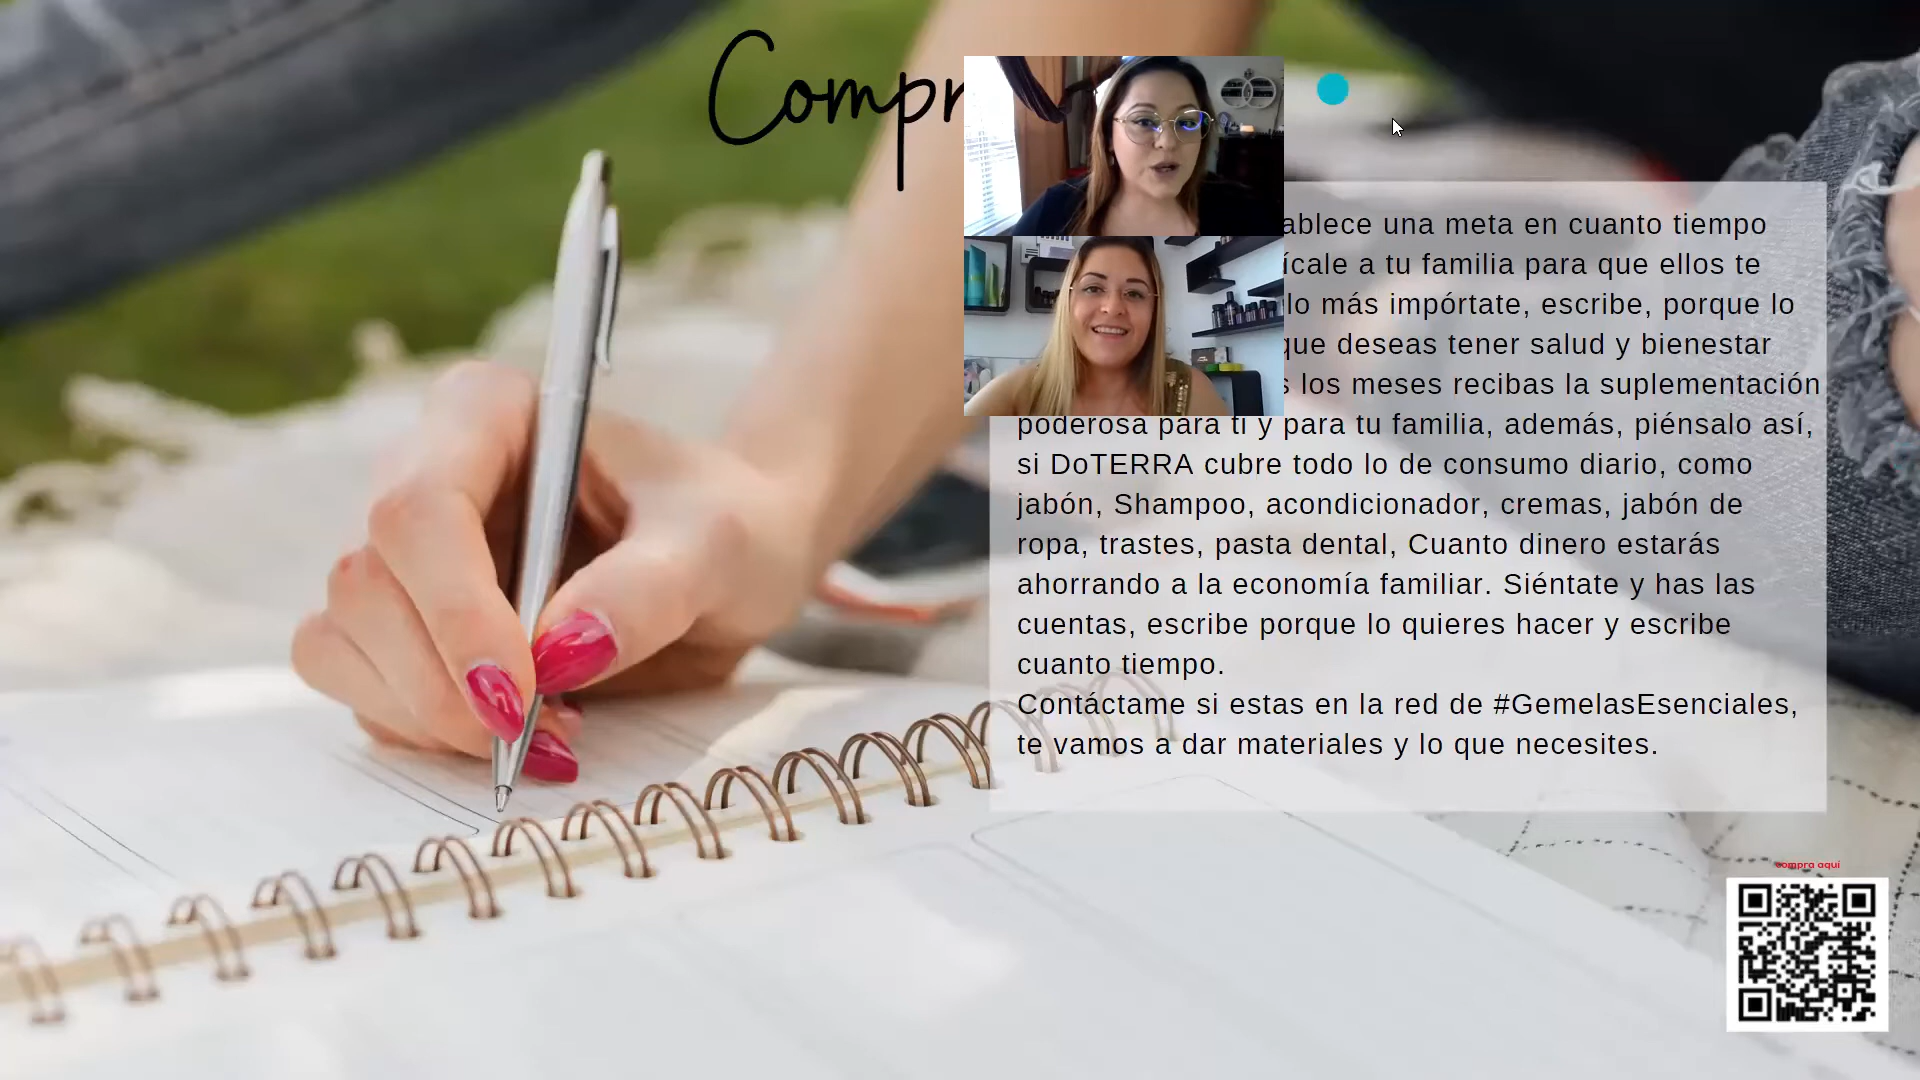 ablece una meta en cuanto tiempo
ícale a tu familia para que ellos te
lo más impórtate, escribe, porque lo
que deseas tener salud y bienestar
los meses recibas la suplementación
poderosa para ti y para tu familia, además, piénsalo así,
si DoTERRA cubre todo lo de consumo diario, como
jabón, Shampoo, acondicionador, cremas, jabón de
ropa, trastes, pasta dental, Cuanto dinero estarás
ahorrando a la economía familiar. Siéntate y has las
cuentas, escribe porque lo quieres hacer y escribe
cuanto tiempo.
Contáctame si estas en la red de #GemelasEsenciales,
te vamos a dar materiales y lo que necesites.
compra aquí